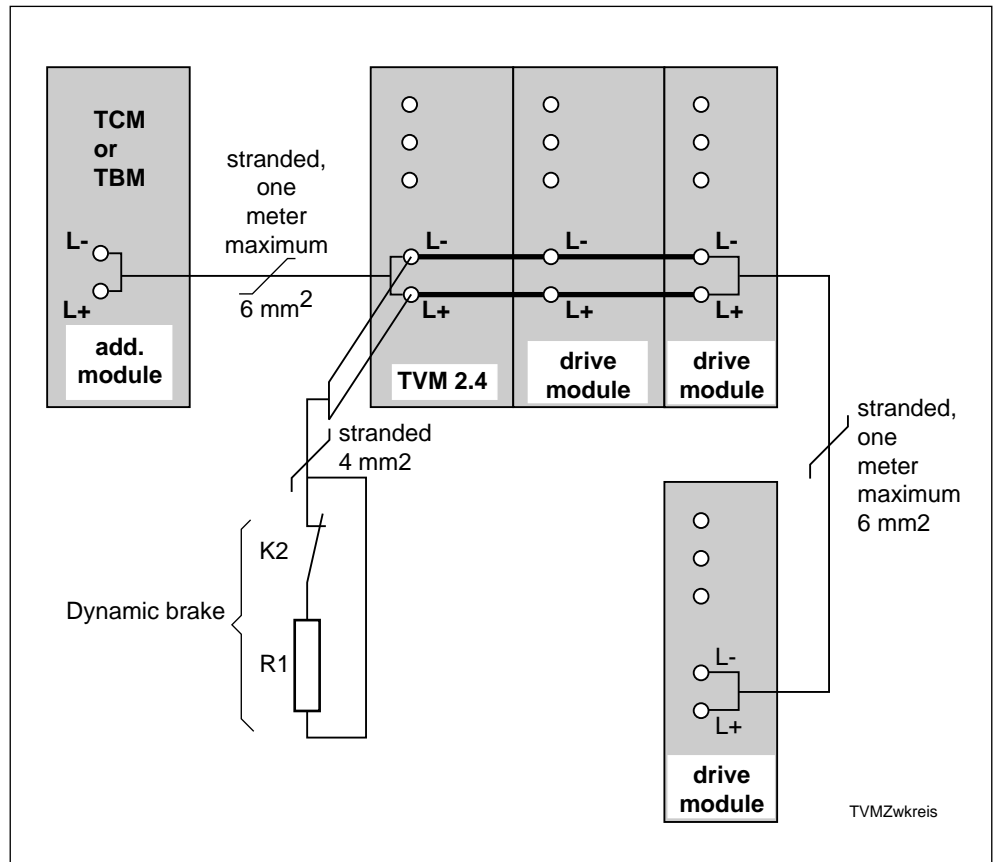 TCM
or
TBM
L-
L+
add.
module
stranded,
one
meter
maximum
6 mm2
L-
L+
TVM 2.4
L-
L+
drive
module
L-
L+
drive
module
stranded
4 mm2
K2
Dynamic brake
R1
stranded,
one
meter
maximum
6 mm2
L-
L+
drive
module
TVMZwkreis